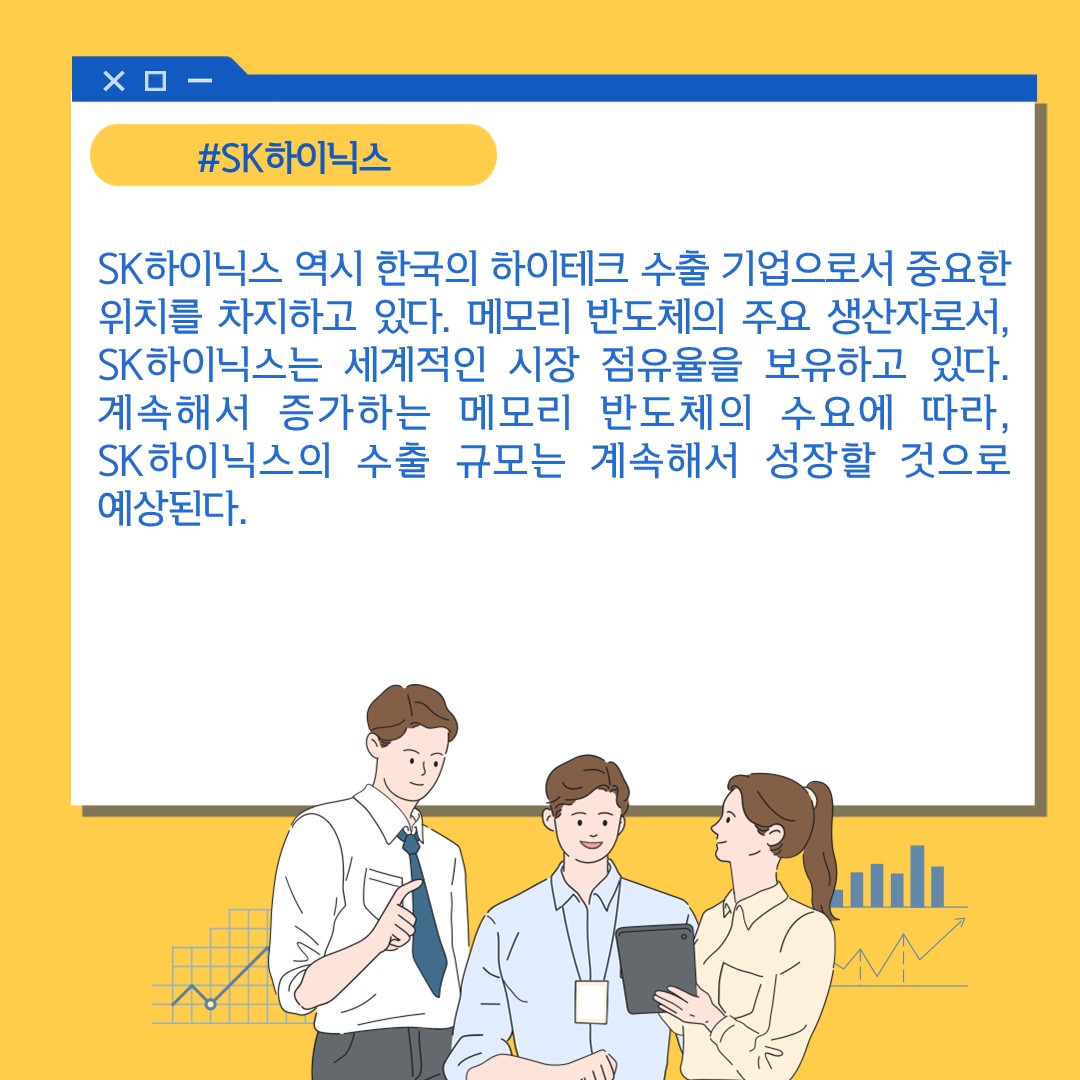 #SK하이닉스
SK하이닉스 역시 한국의 하이테크 수출 기업으로서 중요한
위치를 차지하고 있다. 메모리 반도체의 주요 생산자로서,
SK하이닉스는 세계적인 시장 점유율을 보유하고 있다.
계속해서 증가하는 메모리 반도체의 수요에 따라,
SK하이닉스의 수출 규모는 계속해서 성장할 것으로
예상된다.